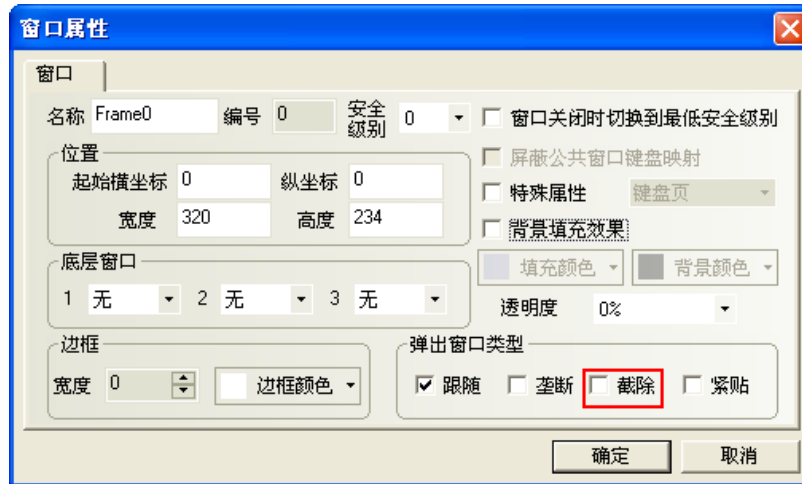 窗口属性
窗口
名称 Frame0 编号 0 安全级别 0 窗口关闭时切换到最低安全级别
位置 屏蔽公共窗口键盘映射
起始横坐标 0 纵坐标 0 特殊属性 键盘页
宽度 320 高度 234 背景填充效果
底层窗口 填充颜色 背景颜色
1 无 2 无 3 无 透明度 0%
边框 弹出窗口类型
宽度 0 边框颜色 跟随 垄断 截除 紧贴
确定 取消